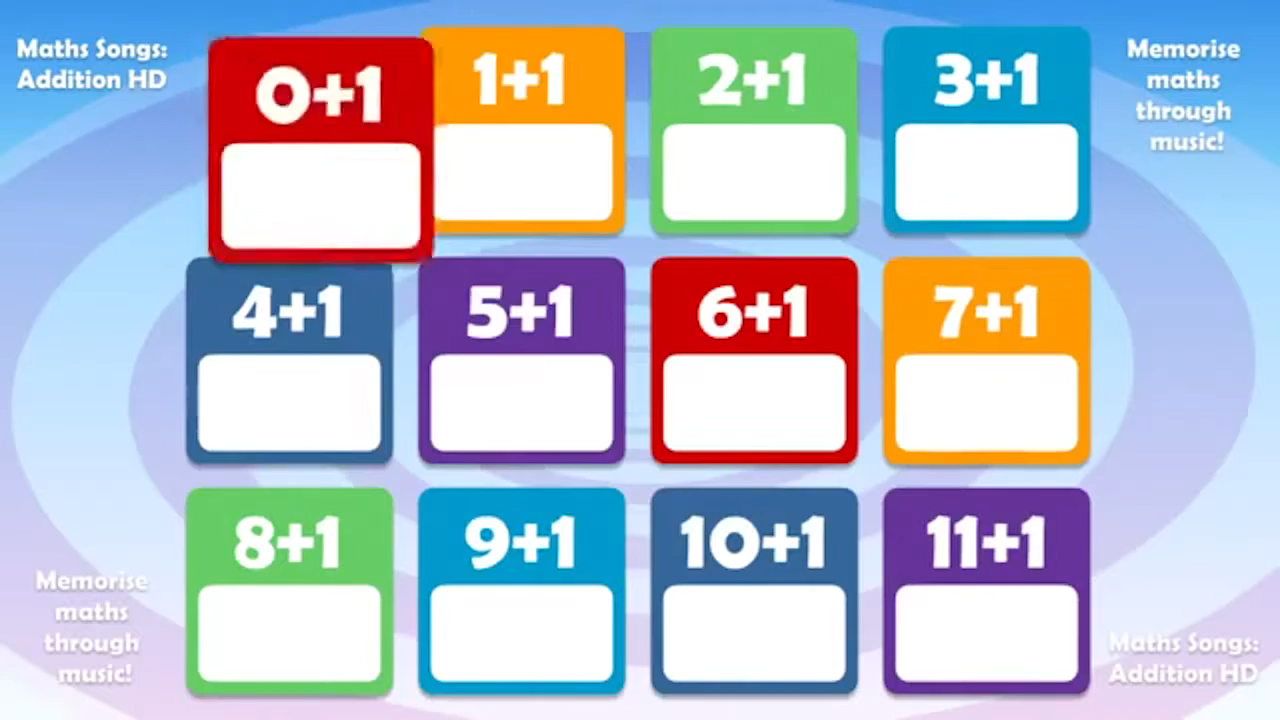 Maths Songs:
Addition HD
0+1
1+1
2+1
3+1
Memorise
maths
through
music!
4+1
5+1
6+1
7+1
8+1
9+1
10+1
11+1
Memorise
maths
through
music!
Maths Songs:
Addition HD